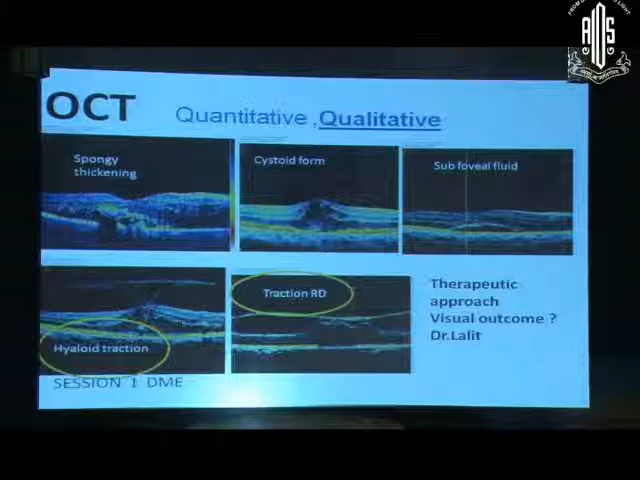 OCT
Quantitative ,Qualitative
Spongy
thickening
Cystoid form
Sub foveal fluid
Hyaloid traction
Traction RD
Therapeutic
approach
Visual outcome ?
Dr.Lalit
SESSION 1 DME
AIOS